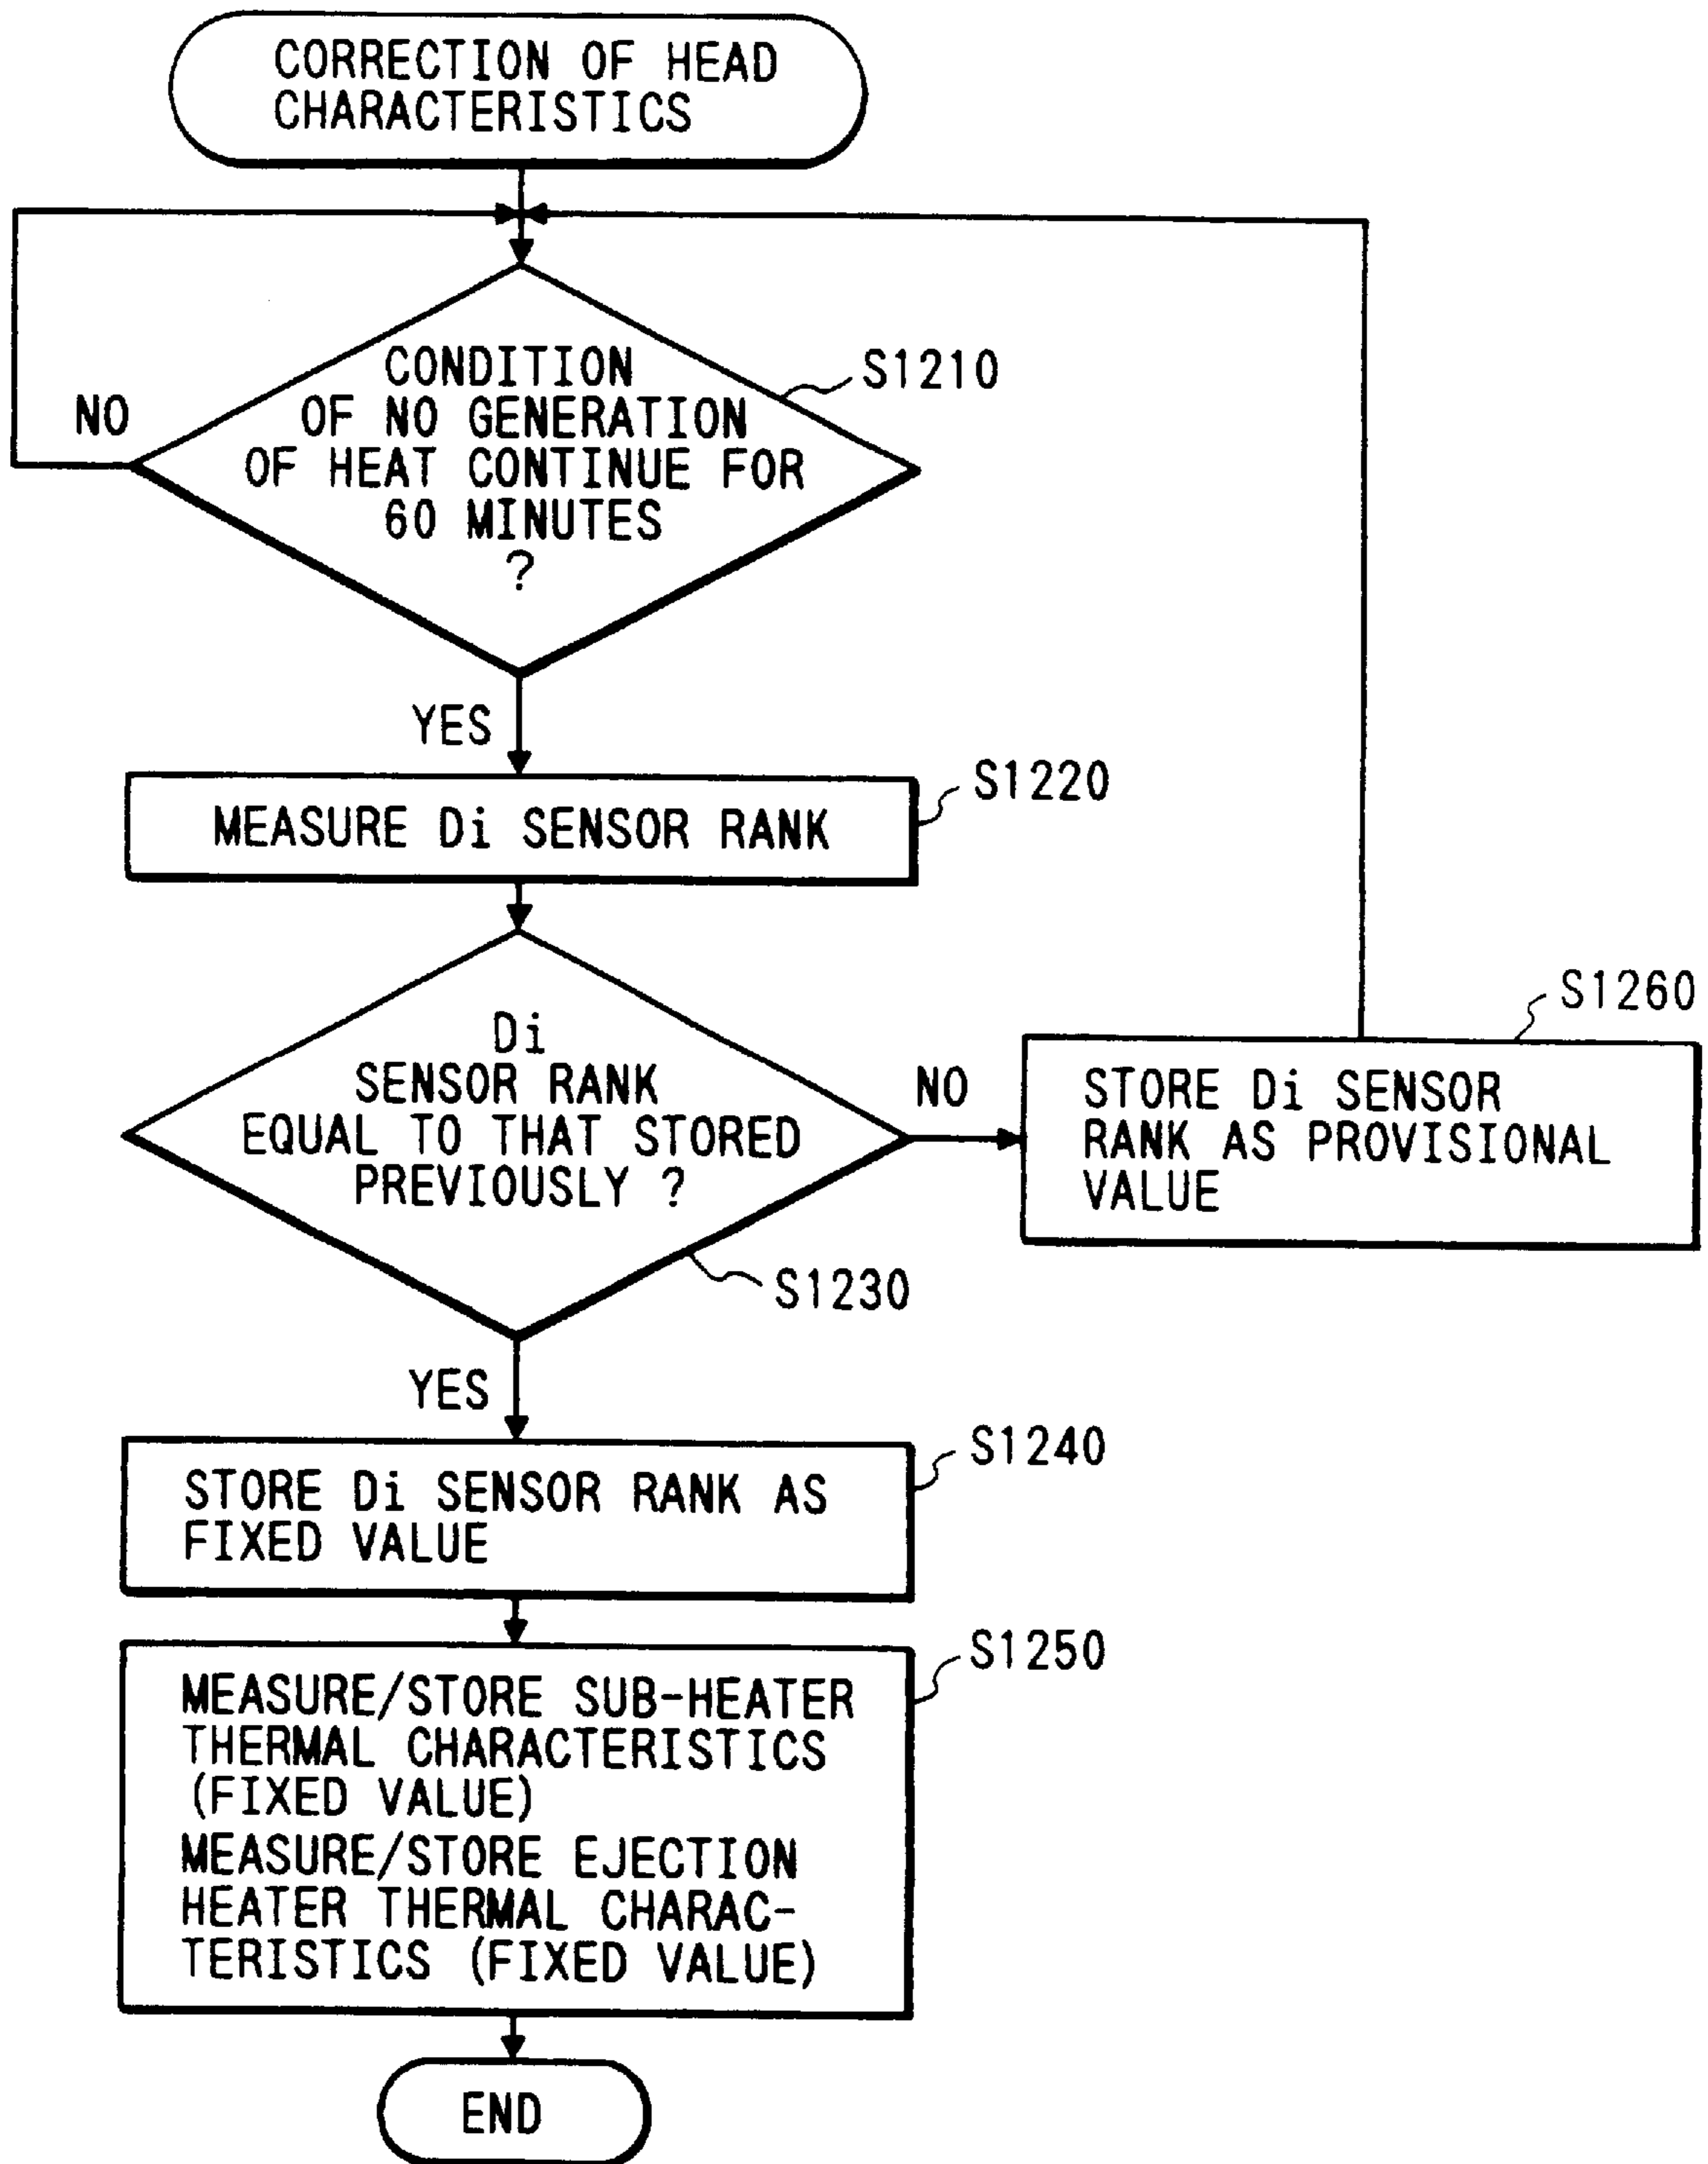 CORRECTION OF HEAD
CHARACTERISTICS
CONDITION
OF NO GENERATION
OF HEAT CONTINUE FOR
60 MINUTES
?
S1210
NO
YES
MEASURE Di SENSOR RANK
S1220
Di
SENSOR RANK
EQUAL TO THAT STORED
PREVIOUSLY ?
S1230
NO
STORE Di SENSOR
RANK AS PROVISIONAL
VALUE
S1260
YES
STORE Di SENSOR RANK AS
FIXED VALUE
S1240
MEASURE/STORE SUB-HEATER
THERMAL CHARACTERISTICS
(FIXED VALUE)
MEASURE/STORE EJECTION
HEATER THERMAL CHARAC-
TERISTICS (FIXED VALUE)
S1250
END